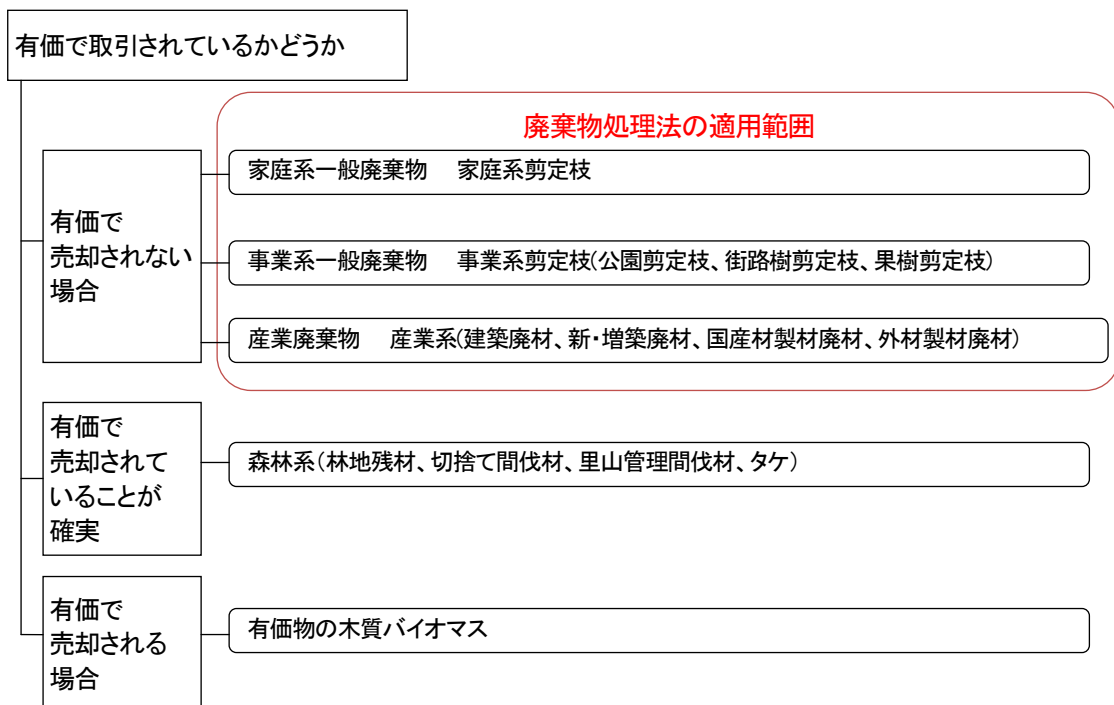 有価で取引されているかどうか
廃棄物処理法の適用範囲
有価で
売却されない
場合
家庭系一般廃棄物 家庭系剪定枝
事業系一般廃棄物 事業系剪定枝(公園剪定枝、街路樹剪定枝、果樹剪定枝)
産業廃棄物 産業系(建築廃材、新・増築廃材、国産材製材廃材、外材製材廃材)
有価で
売却されて
いることが
確実
森林系(林地残材、切捨て間伐材、里山管理間伐材、タケ)
有価で
売却される
場合
有価物の木質バイオマス